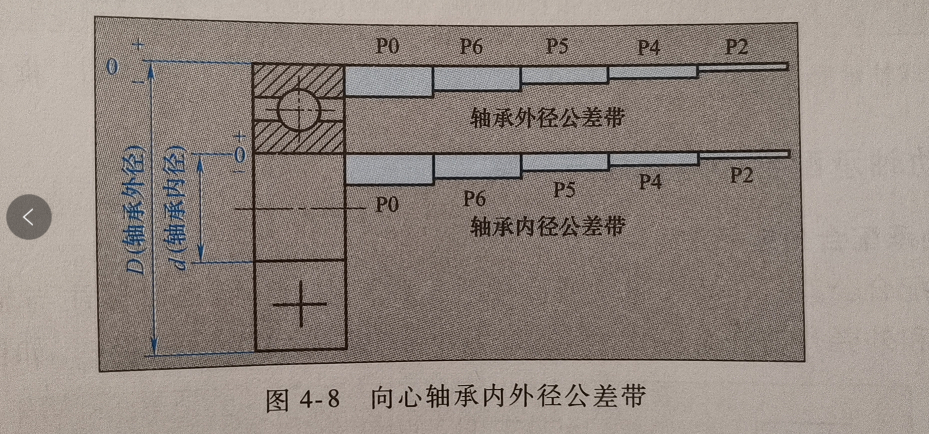 P0 P6 P5 P4 P2
+
0
-
轴承外径公差带
+
0
-
P0 P6 P5 P4 P2
轴承内径公差带
D(轴承外径)
d(轴承内径)
图 4-8 向心轴承内外径公差带